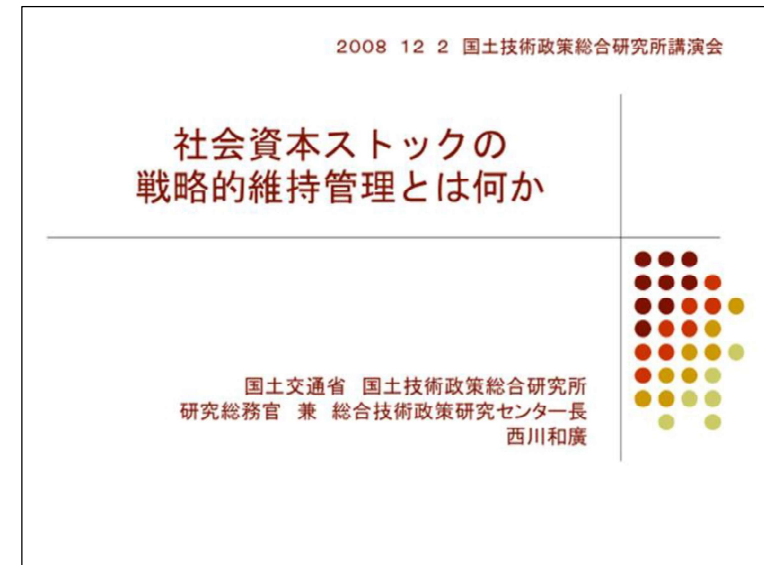 2008 12 2 国土技術政策総合研究所講演会
社会資本ストックの
戦略的維持管理とは何か
国土交通省 国土技術政策総合研究所
研究総務官 兼 総合技術政策研究センター長
西川和廣